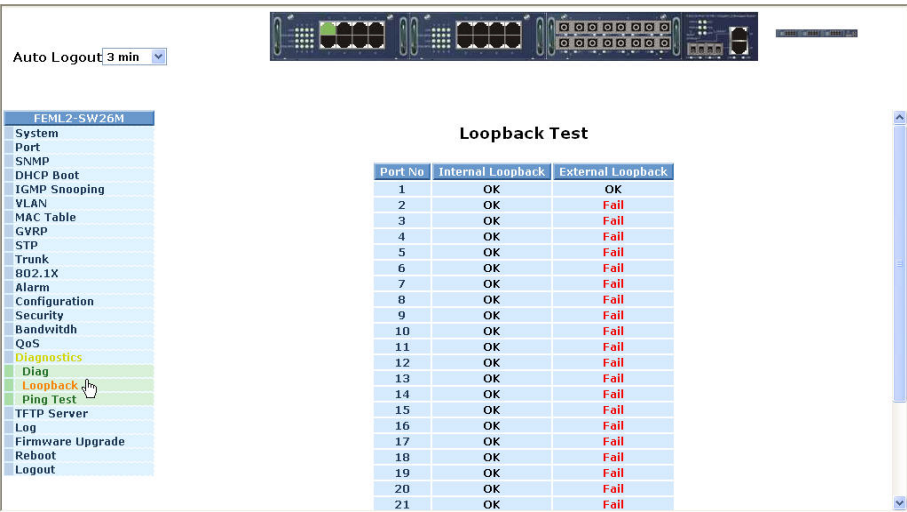 Auto Logout 3 min
FEML2-SW26M
System
Port
SNMP
DHCP Boot
IGMP Snooping
VLAN
MAC Table
GVRP
STP
Trunk
802.1X
Alarm
Configuration
Security
Bandwitdh
QoS
Diagnostics
Diag
Loopback
Ping Test
TFTP Server
Log
Firmware Upgrade
Reboot
Logout
Loopback Test
Port No Internal Loopback External Loopback
1 OK OK
2 OK Fail
3 OK Fail
4 OK Fail
5 OK Fail
6 OK Fail
7 OK Fail
8 OK Fail
9 OK Fail
10 OK Fail
11 OK Fail
12 OK Fail
13 OK Fail
14 OK Fail
15 OK Fail
16 OK Fail
17 OK Fail
18 OK Fail
19 OK Fail
20 OK Fail
21 OK Fail